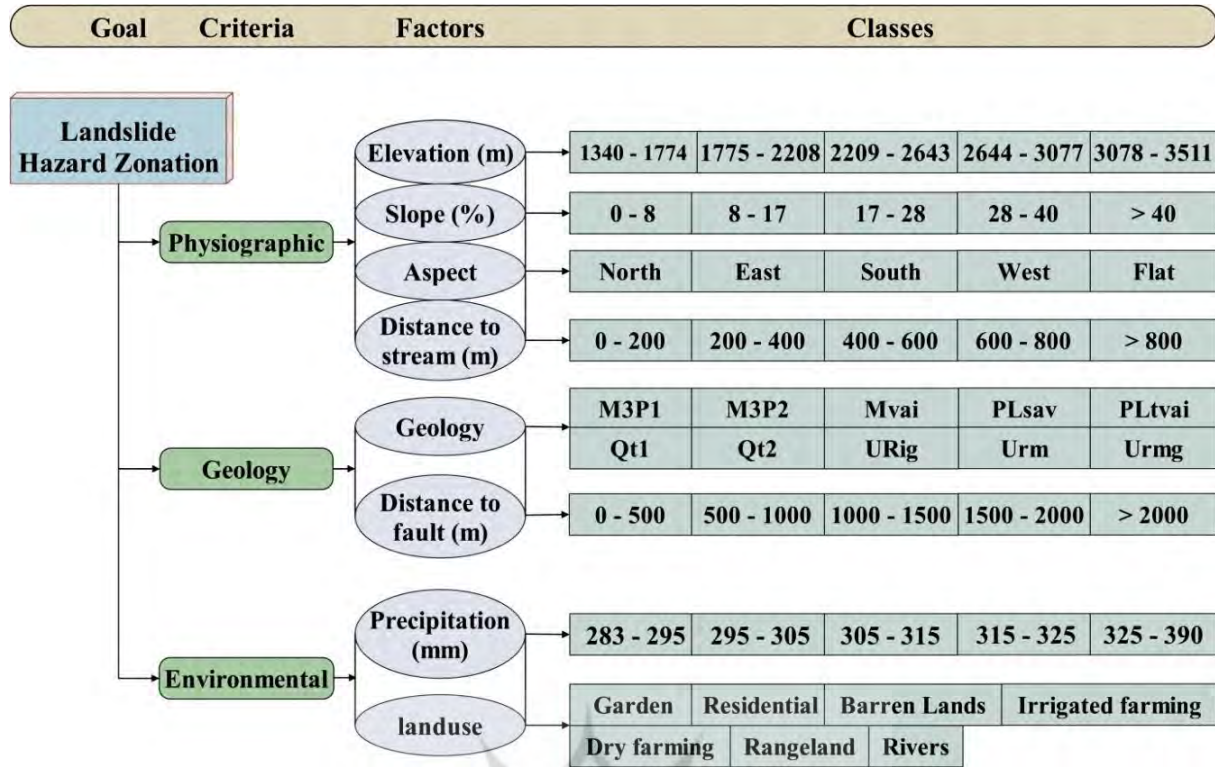 Goal Criteria Factors Classes
Landslide
Hazard Zonation
Physiographic
Elevation (m)
1340 - 1774 1775 - 2208 2209 - 2643 2644 - 3077 3078 - 3511
Slope (%)
0 - 8 8 - 17 17 - 28 28 - 40 > 40
Aspect
North East South West Flat
Distance to
stream (m)
0 - 200 200 - 400 400 - 600 600 - 800 > 800
Geology
Geology
M3P1 M3P2 Mvai PLsav PLtvai
Qt1 Qt2 URig Urm Urmg
Distance to
fault (m)
0 - 500 500 - 1000 1000 - 1500 1500 - 2000 > 2000
Environmental
Precipitation
(mm)
283 - 295 295 - 305 305 - 315 315 - 325 325 - 390
landuse
Garden Residential Barren Lands Irrigated farming
Dry farming Rangeland Rivers